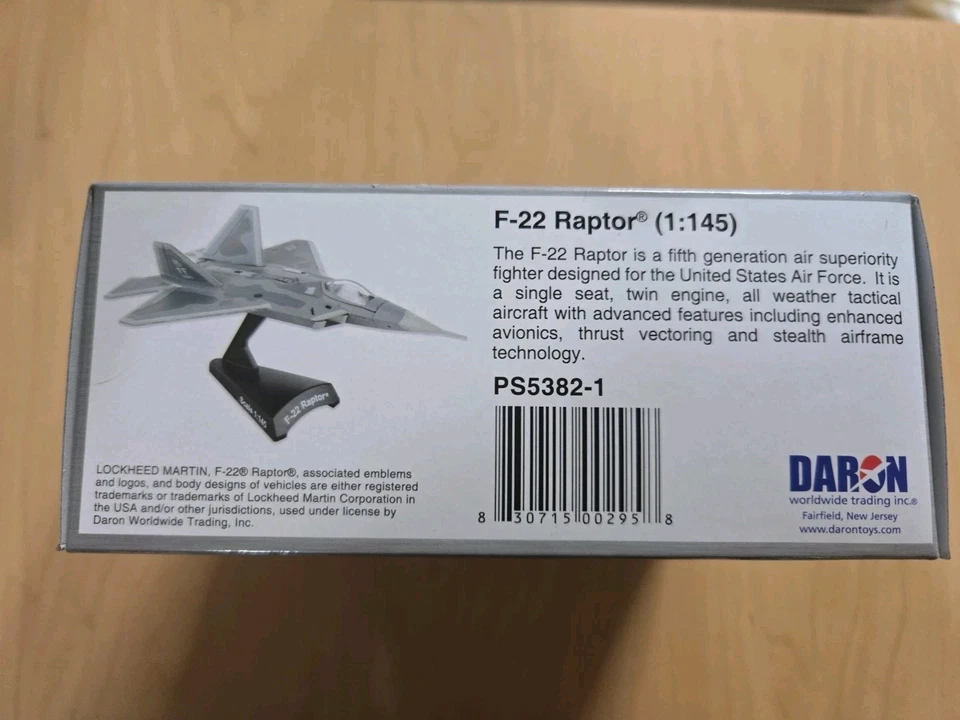 F-22 Raptor® (1:145)
The F-22 Raptor is a fifth generation air superiority
fighter designed for the United States Air Force. It is
a single seat, twin engine, all weather tactical
aircraft with advanced features including enhanced
avionics, thrust vectoring and stealth airframe
technology.
PS5382-1
8 30715 00295 8
Scale 1:145
F-22 Raptor®
LOCKHEED MARTIN, F-22® Raptor®, associated emblems
and logos, and body designs of vehicles are either registered
trademarks or trademarks of Lockheed Martin Corporation in
the USA and/or other jurisdictions, used under license by
Daron Worldwide Trading, Inc.
DARON
worldwide trading inc.®
Fairfield, New Jersey
www.darontoys.com